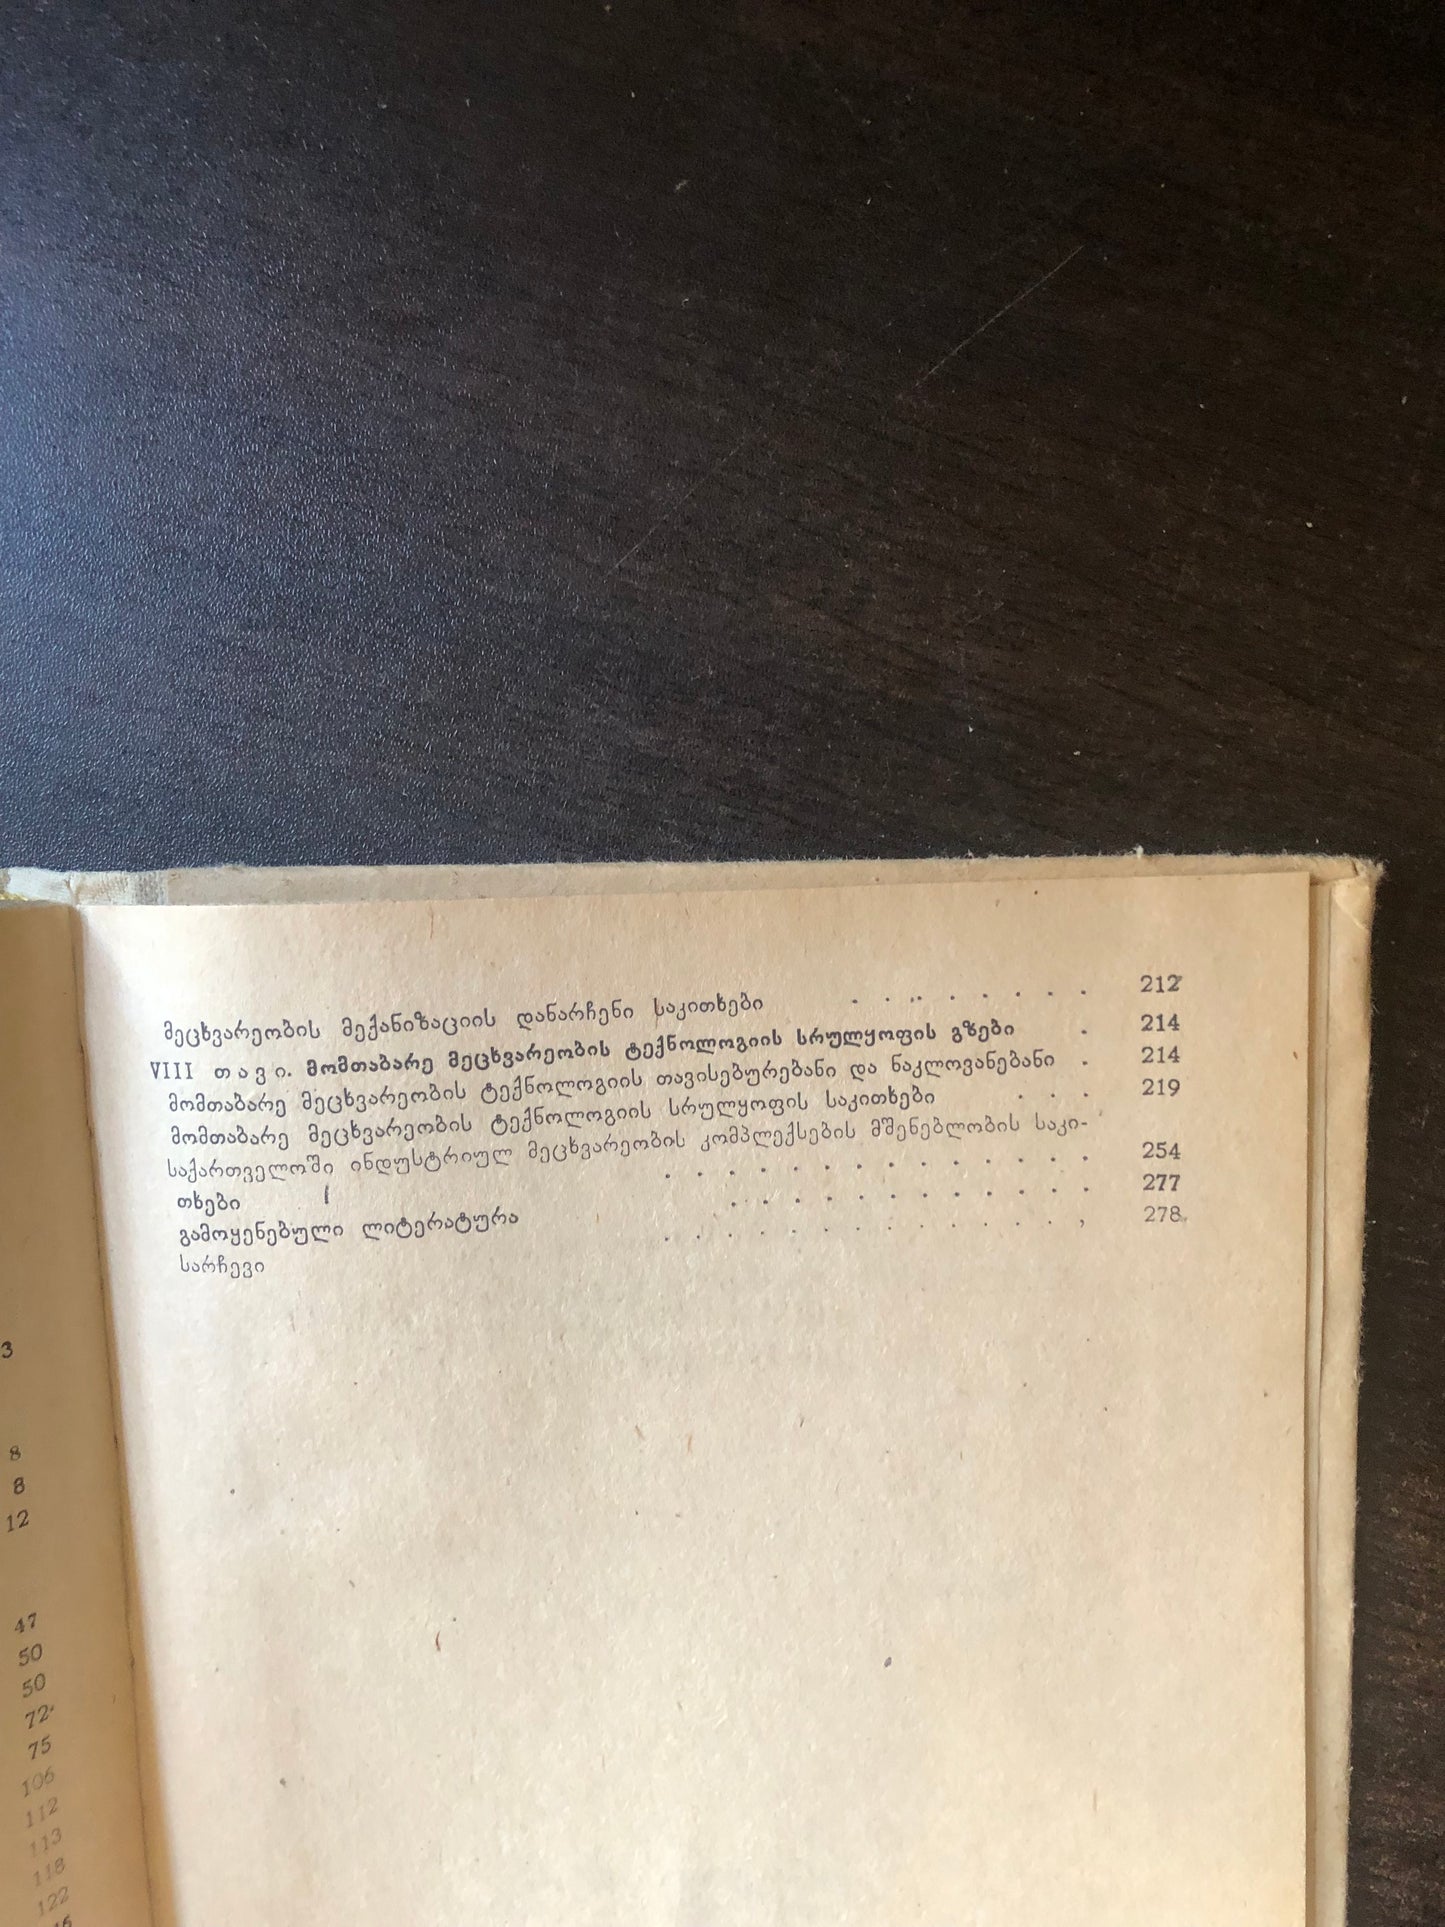 3
8
8
12
47
50
50
72
75
106
112
113
118
122
მეცხვარეობის მექანიზაციის დანარჩენი საკითხები . . . . . . . . 212
VIII თავი. მომთაბარე მეცხვარეობის ტექნოლოგიის სრულყოფის გზები . 214
მომთაბარე მეცხვარეობის ტექნოლოგიის თავისებურებანი და ნაკლოვანებანი . 214
მომთაბარე მეცხვარეობის ტექნოლოგიის სრულყოფის საკითხები . . . 219
საქართველოში ინდუსტრიულ მეცხვარეობის კომპლექსების მშენებლობის საკი-
თხები . . . . . . . . . . . 254
გამოყენებული ლიტერატურა . . . . . . . . . . 277
სარჩევი . . . . . . . . . . , 278